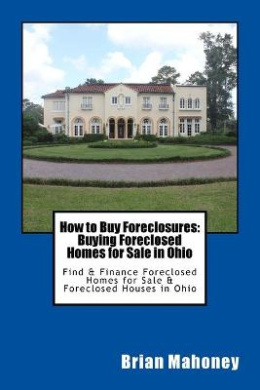 How to Buy Foreclosures:
Buying Foreclosed
Homes for Sale in Ohio
Find & Finance Foreclosed
Homes for Sale &
Foreclosed Houses in Ohio
Brian Mahoney